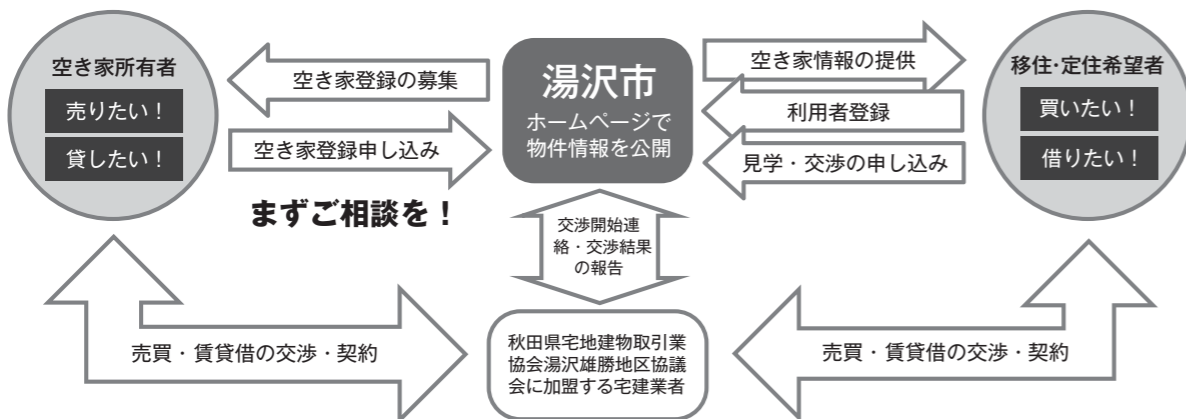 空き家所有者
売りたい！
貸したい！
空き家登録の募集
空き家登録申し込み
まずご相談を！
湯沢市
ホームページで
物件情報を公開
空き家情報の提供
利用者登録
見学・交渉の申し込み
移住・定住希望者
買いたい！
借りたい！
交渉開始連
絡・交渉結果
の報告
売買・賃貸借の交渉・契約
秋田県宅地建物取引業
協会湯沢雄勝地区協議
会に加盟する宅建業者
売買・賃貸借の交渉・契約